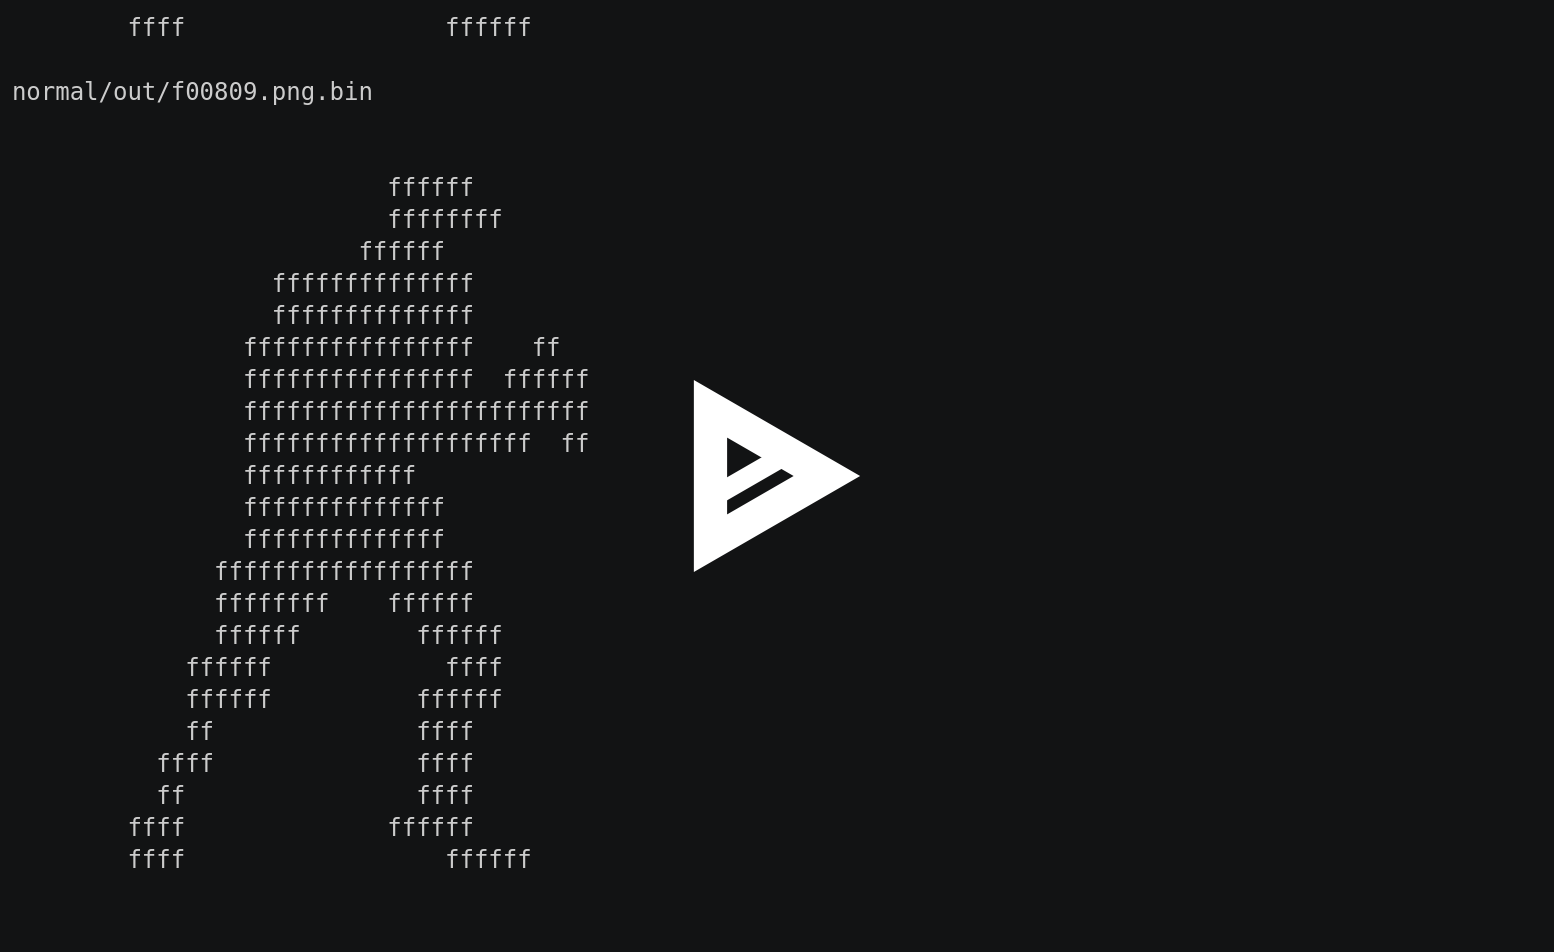 ffff                  ffffff

normal/out/f00809.png.bin


                          ffffff
                          ffffffff
                        ffffff
                  ffffffffffffff
                  ffffffffffffff
                ffffffffffffffff    ff
                ffffffffffffffff  ffffff
                ffffffffffffffffffffffff
                ffffffffffffffffffff  ff
                ffffffffffff
                ffffffffffffff
                ffffffffffffff
              ffffffffffffffffff
              ffffffff    ffffff
              ffffff        ffffff
            ffffff            ffff
            ffffff          ffffff
            ff              ffff
          ffff              ffff
          ff                ffff
        ffff              ffffff
        ffff                  ffffff